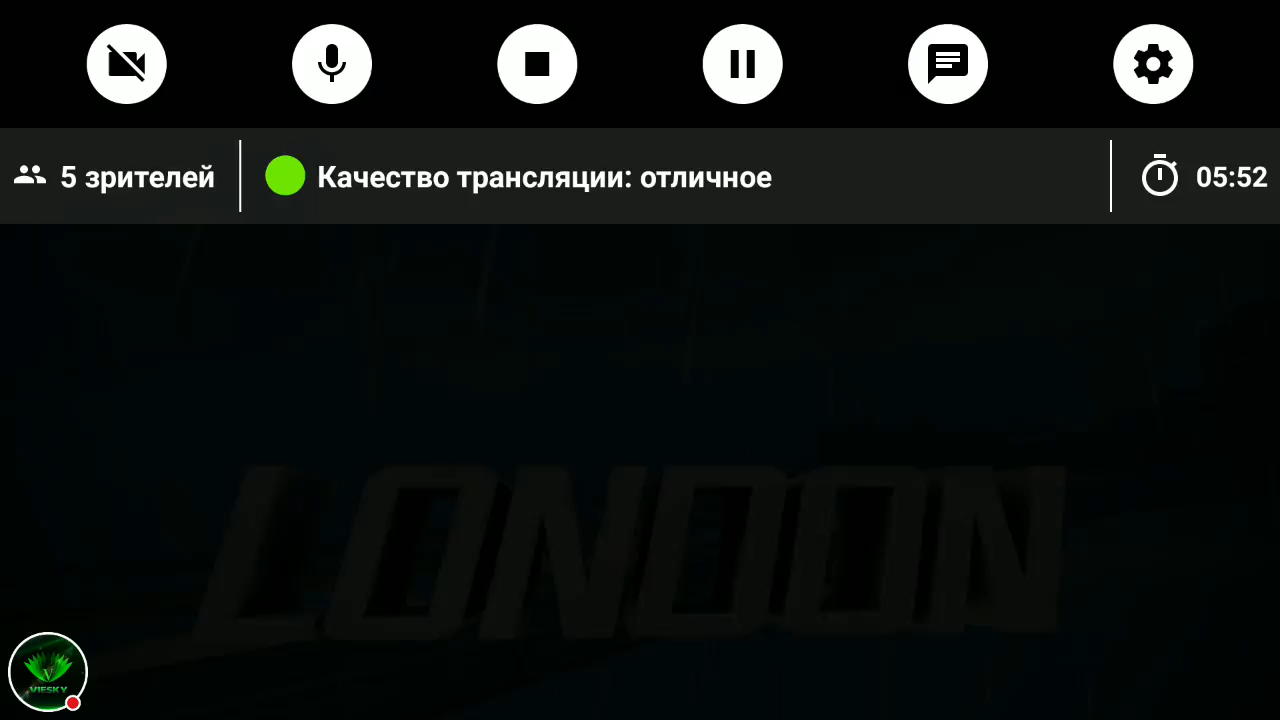 5 зрителей
Качество трансляции: отличное
05:52
LONDON
V
VIESKY